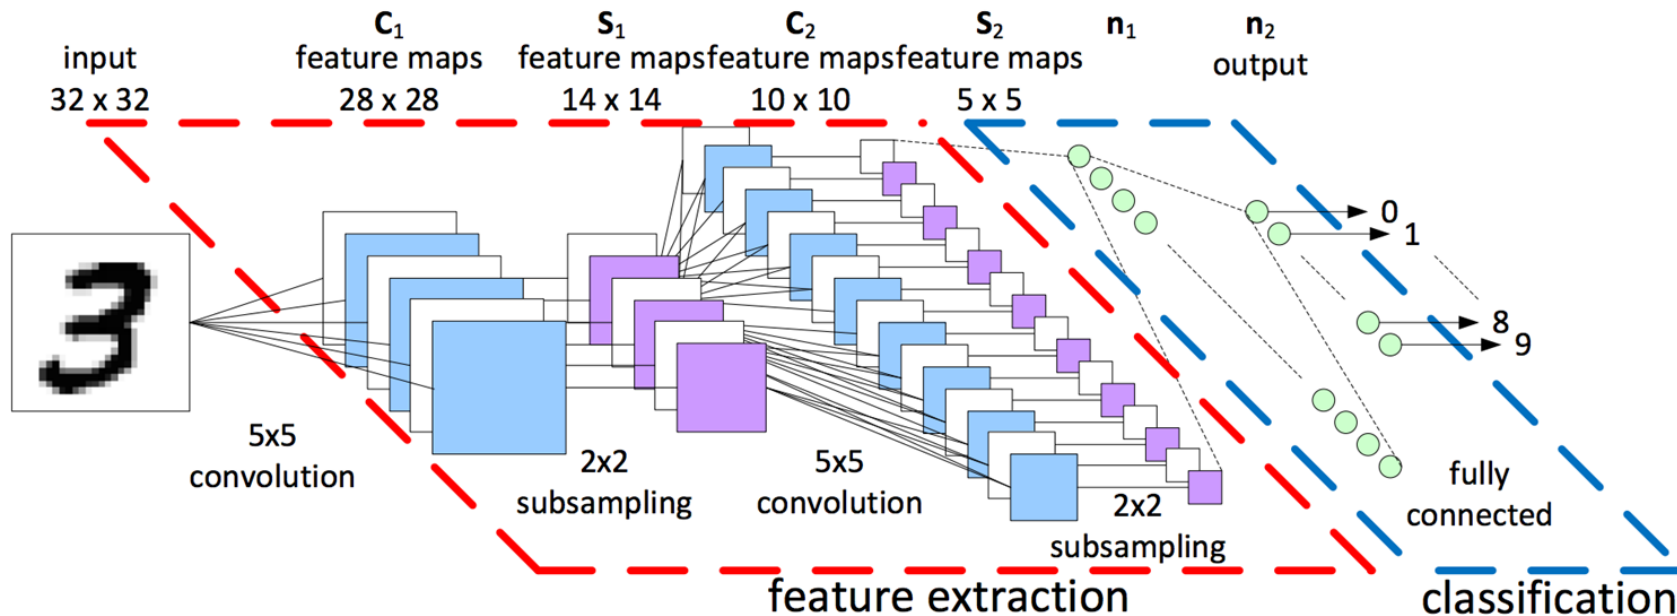 input
32 x 32
C₁
feature maps
28 x 28
S₁
feature maps
14 x 14
C₂
feature maps
10 x 10
S₂
feature maps
5 x 5
n₁
n₂
output
0
1
8
9
5x5
convolution
2x2
subsampling
5x5
convolution
2x2
subsampling
fully
connected
feature extraction
classification
3